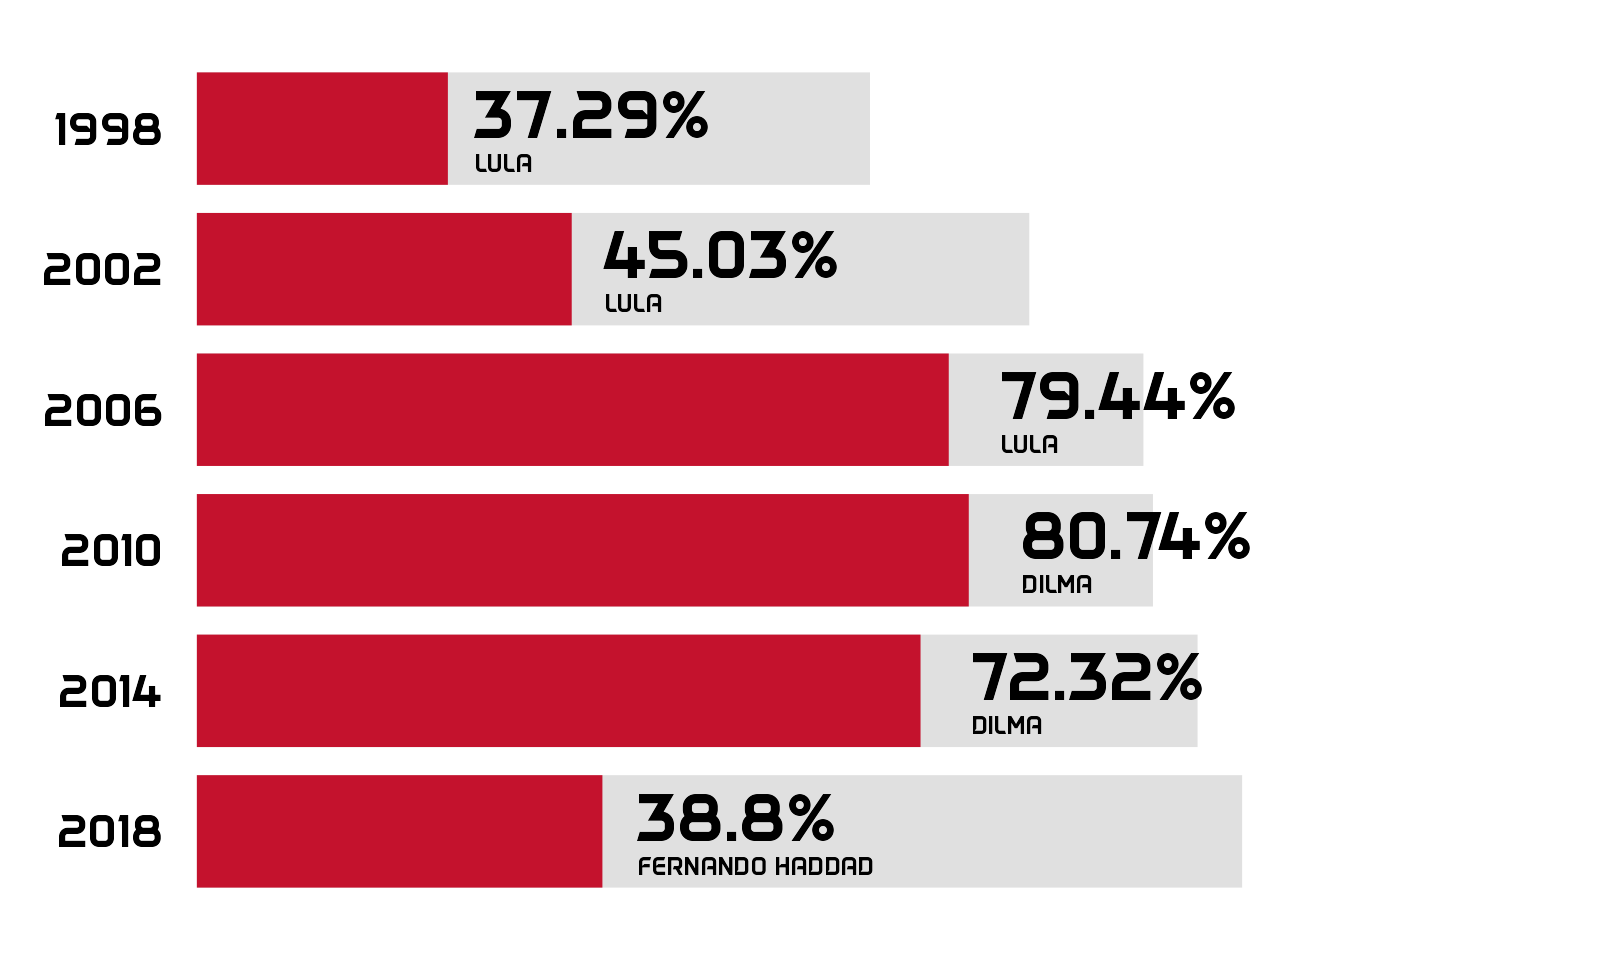 1998
37.29%
LULA
2002
45.03%
LULA
2006
79.44%
LULA
2010
80.74%
DILMA
2014
72.32%
DILMA
2018
38.8%
FERNANDO HADDAD